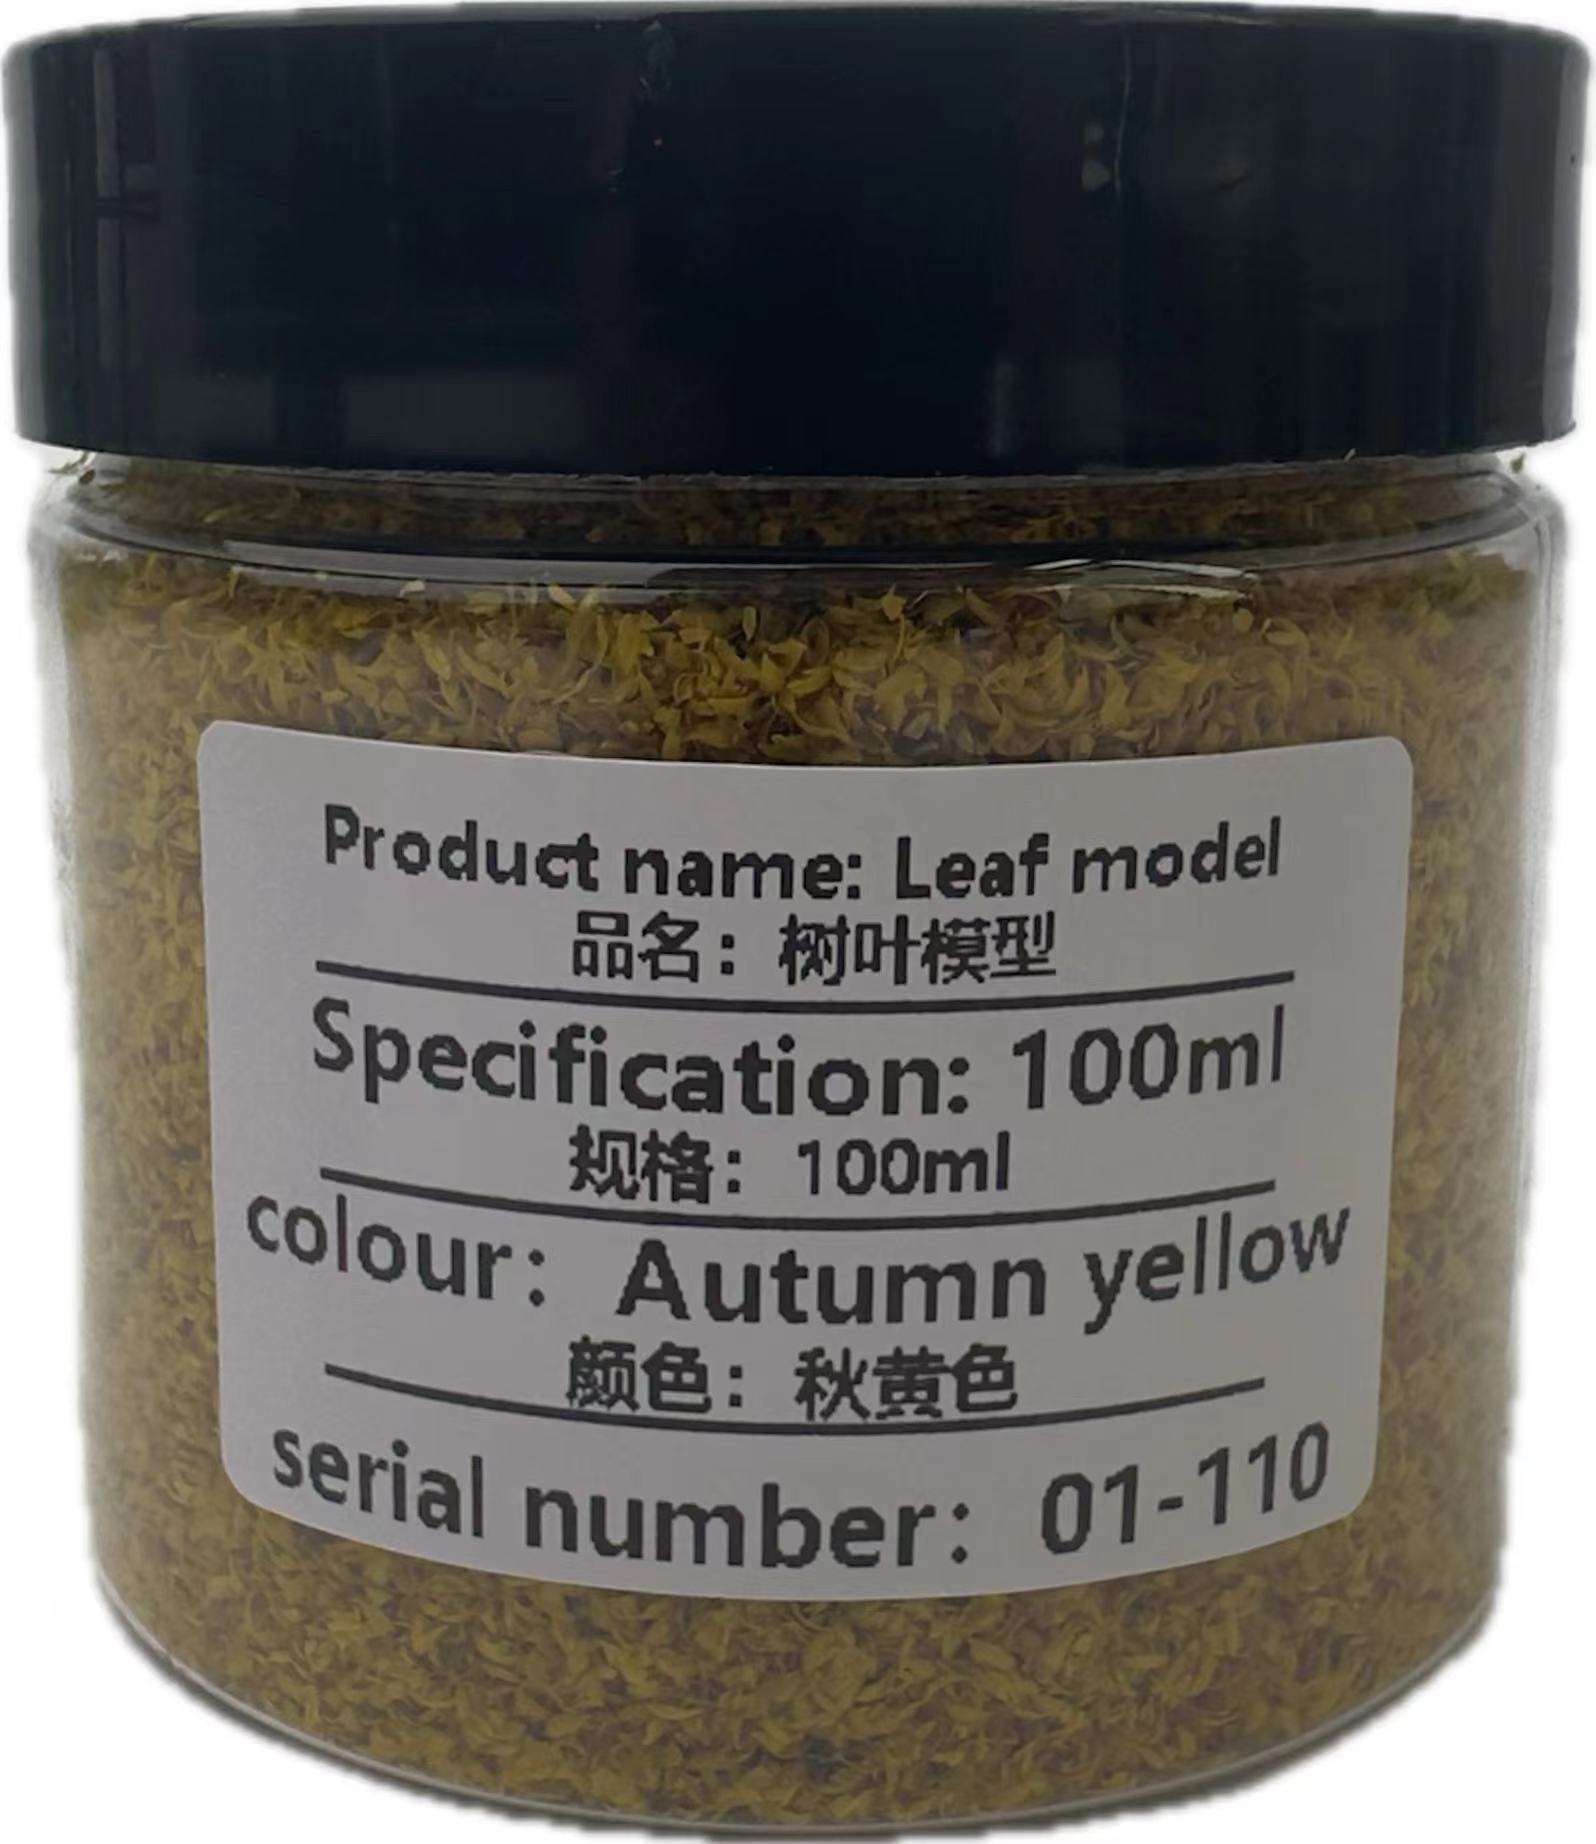 Product name: Leaf model
品名：树叶模型
Specification: 100ml
规格：100ml
colour： Autumn yellow
颜色：秋黄色
serial number：01-110